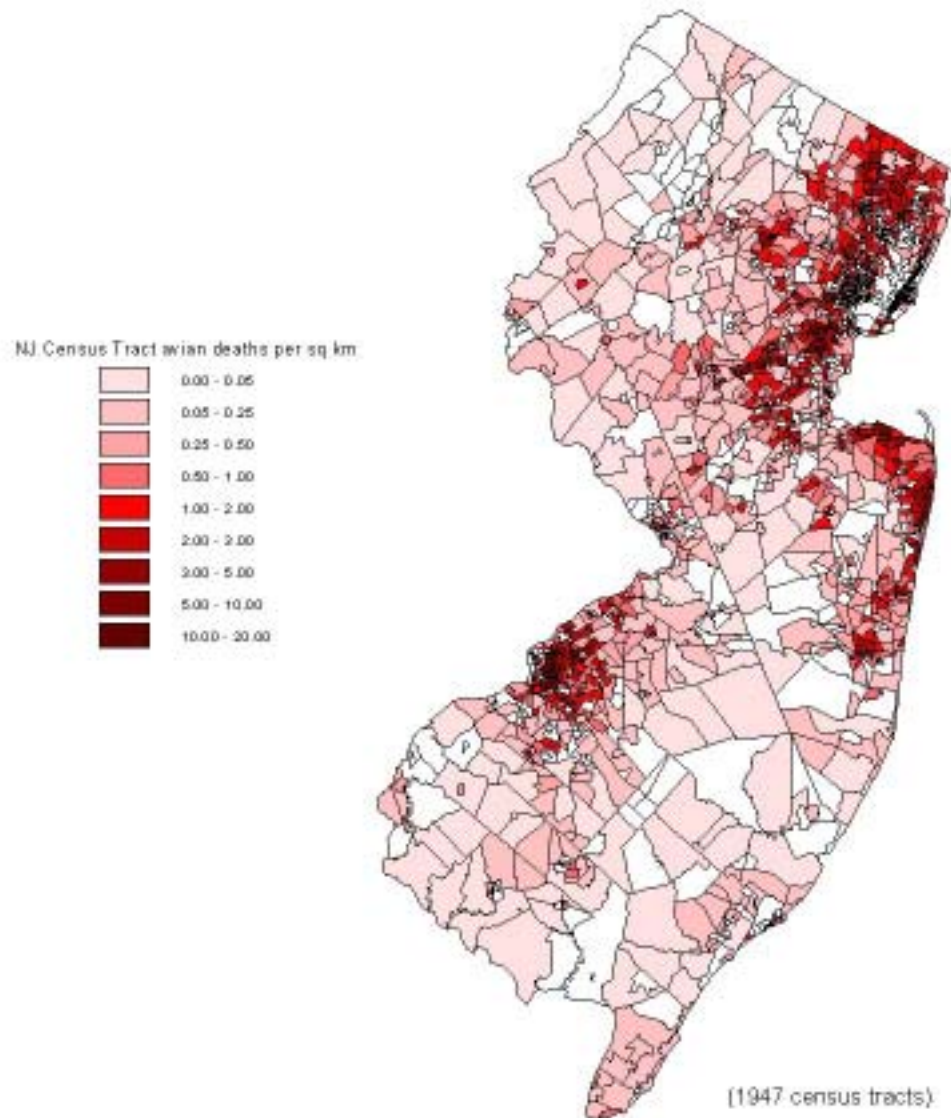 NJ Census Tract avian deaths per sq km
0.00 - 0.05
0.05 - 0.25
0.25 - 0.50
0.50 - 1.00
1.00 - 2.00
2.00 - 3.00
3.00 - 5.00
5.00 - 10.00
10.00 - 20.00
(1947 census tracts)